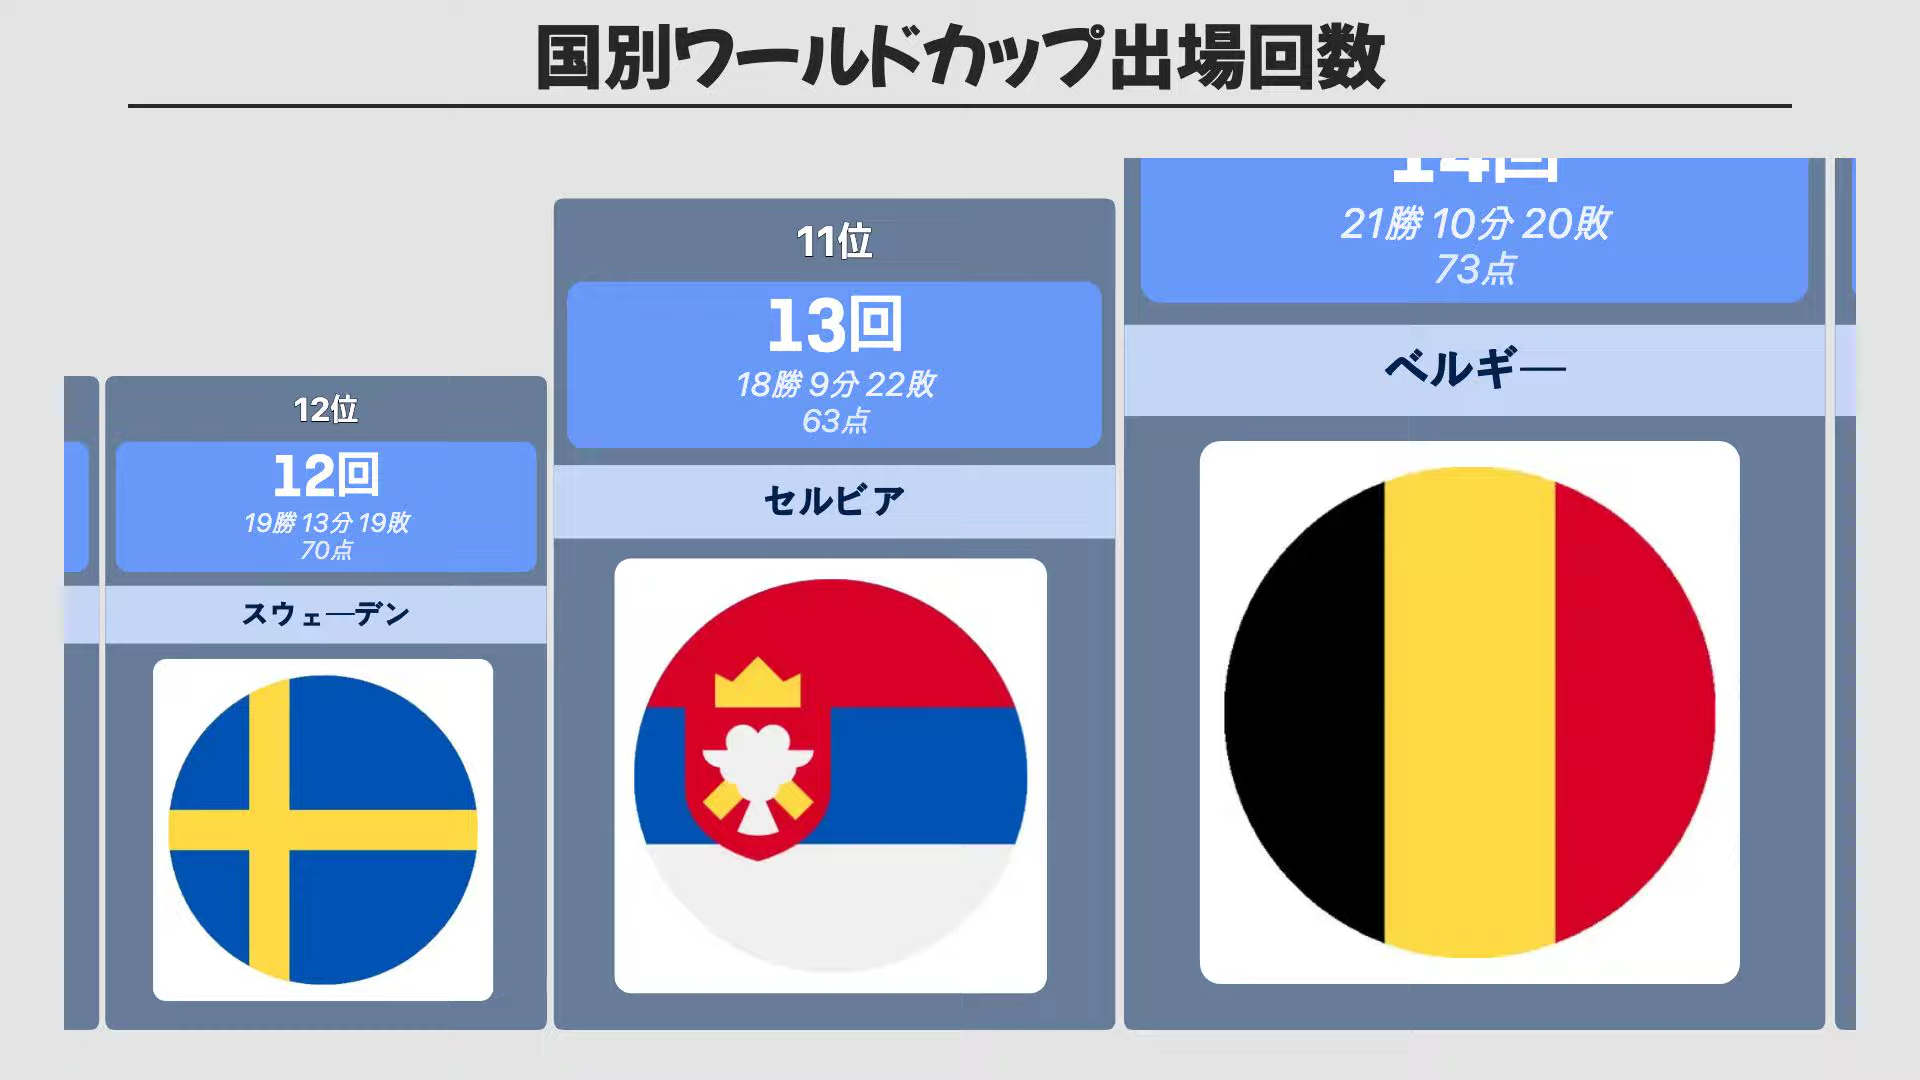 国別ワールドカップ出場回数
12位
12回
19勝 13分 19敗
70点
スウェーデン
11位
13回
18勝 9分 22敗
63点
セルビア
14回
21勝 10分 20敗
73点
ベルギー